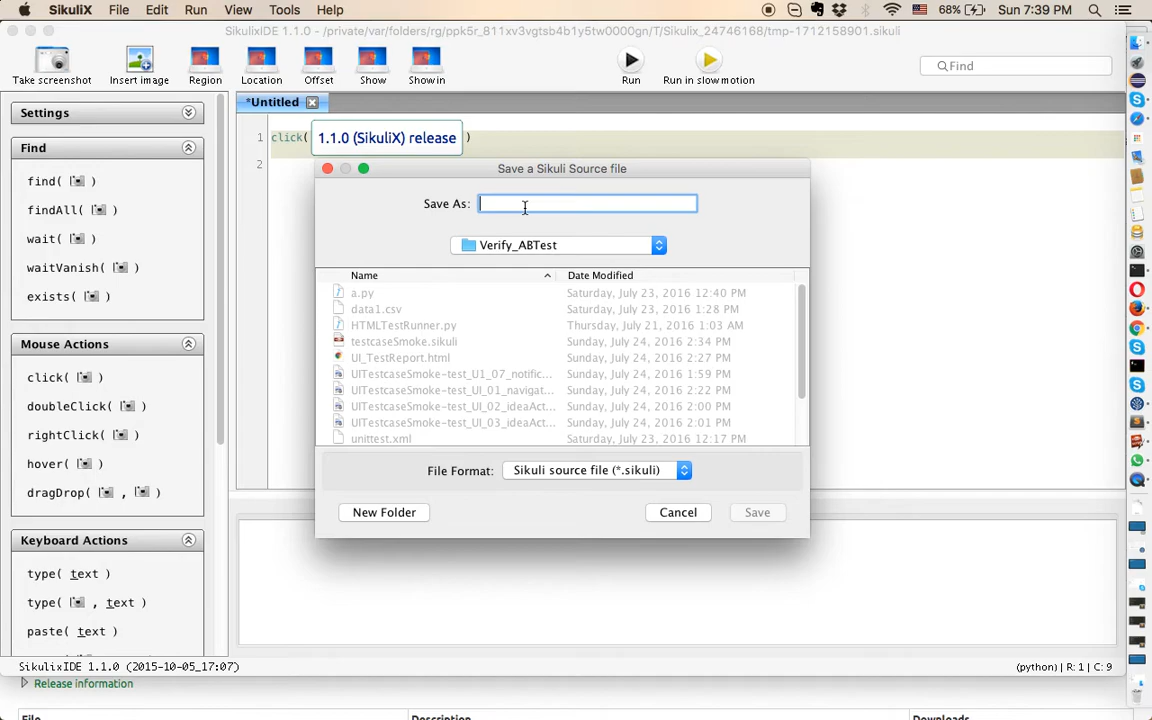 SikuliX File Edit Run View Tools Help 68% Sun 7:39 PM
SikulixIDE 1.1.0 - /private/var/folders/rg/ppk5r_811xv3vgtsb4b1y5tw0000gn/T/Sikulix_24746168/tmp-1712158901.sikuli
Take screenshot Insert image Region Location Offset Show Show in Run Run in slow motion Find
Settings
*Untitled
1 click( 1.1.0 (SikuliX) release )
2
Find
find( )
findAll( )
wait( )
waitVanish( )
exists( )
Mouse Actions
click( )
doubleClick( )
rightClick( )
hover( )
dragDrop( , )
Keyboard Actions
type( text )
type( , text )
paste( text )
Save a Sikuli Source file
Save As:
Verify_ABTest
Name Date Modified
a.py Saturday, July 23, 2016 12:40 PM
data1.csv Saturday, July 23, 2016 1:28 PM
HTMLTestRunner.py Thursday, July 21, 2016 1:03 AM
testcaseSmoke.sikuli Sunday, July 24, 2016 2:34 PM
UI_TestReport.html Sunday, July 24, 2016 2:27 PM
UITestcaseSmoke-test_U1_07_notific... Sunday, July 24, 2016 1:59 PM
UITestcaseSmoke-test_UI_01_navigat... Sunday, July 24, 2016 2:22 PM
UITestcaseSmoke-test_UI_02_ideaAct... Sunday, July 24, 2016 2:00 PM
UITestcaseSmoke-test_UI_03_ideaAct... Sunday, July 24, 2016 2:01 PM
unittest.xml Saturday, July 23, 2016 12:17 PM
File Format: Sikuli source file (*.sikuli)
New Folder Cancel Save
SikulixIDE 1.1.0 (2015-10-05_17:07) (python) | R: 1 | C: 9
Release information
File Description Downloads